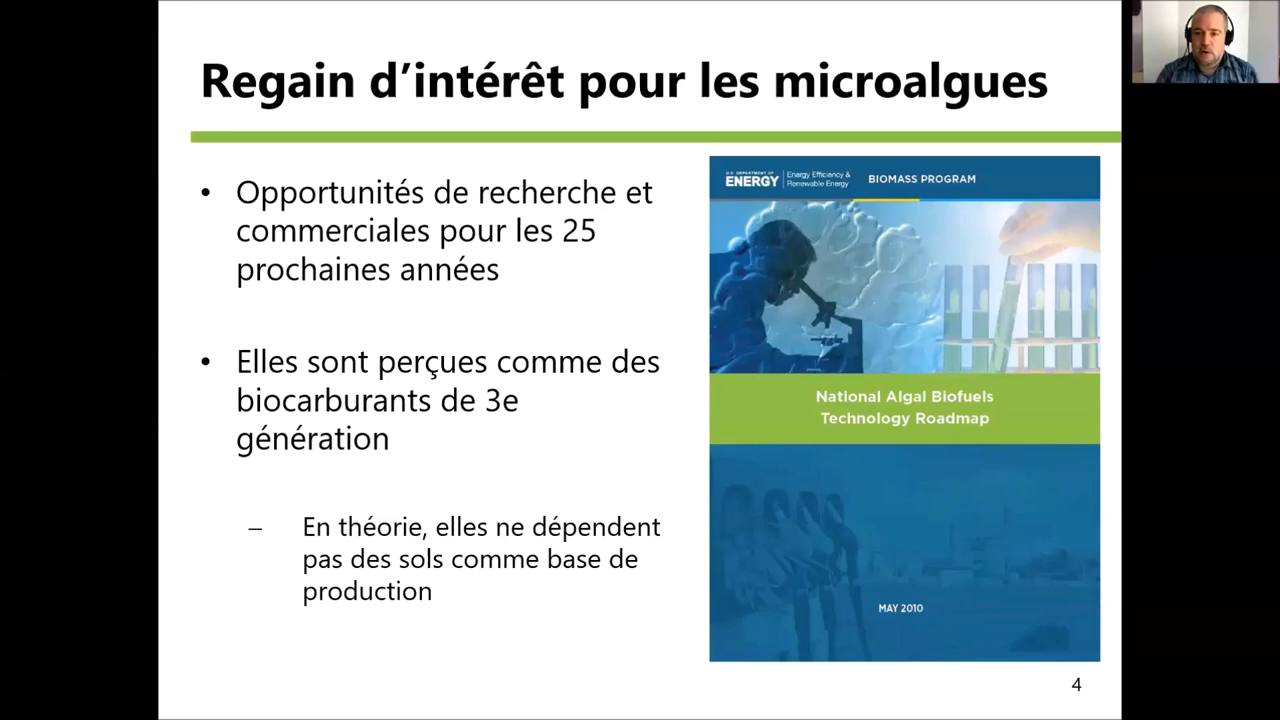 Regain d’intérêt pour les microalgues
• Opportunités de recherche et
commerciales pour les 25
prochaines années
• Elles sont perçues comme des
biocarburants de 3e
génération
– En théorie, elles ne dépendent
pas des sols comme base de
production
U.S. DEPARTMENT OF
ENERGY
Energy Efficiency &
Renewable Energy
BIOMASS PROGRAM
National Algal Biofuels
Technology Roadmap
MAY 2010
4